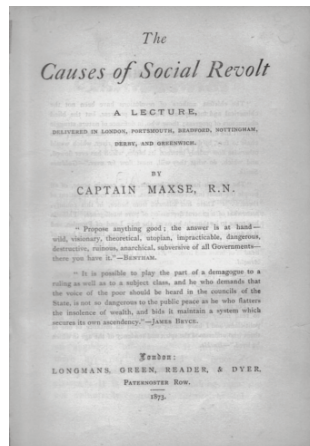 The
Causes of Social Revolt
A LECTURE,
DELIVERED IN LONDON, PORTSMOUTH, BRADFORD, NOTTINGHAM,
DERBY, AND GREENWICH.
BY
CAPTAIN MAXSE, R.N.
"Propose anything good; the answer is at hand—
wild, visionary, theoretical, utopian, impracticable, dangerous,
destructive, ruinous, anarchical, subversive of all Governments—
there you have it."—BENTHAM.
"It is possible to play the part of a demagogue to a
ruling as well as to a subject class, and he who demands that
the voice of the poor should be heard in the councils of the
State, is not so dangerous to the public peace as he who flatters
the insolence of wealth, and bids it maintain a system which
secures its own ascendency."—JAMES BRYCE.
London:
LONGMANS, GREEN, READER, & DYER,
PATERNOSTER ROW.
1873.